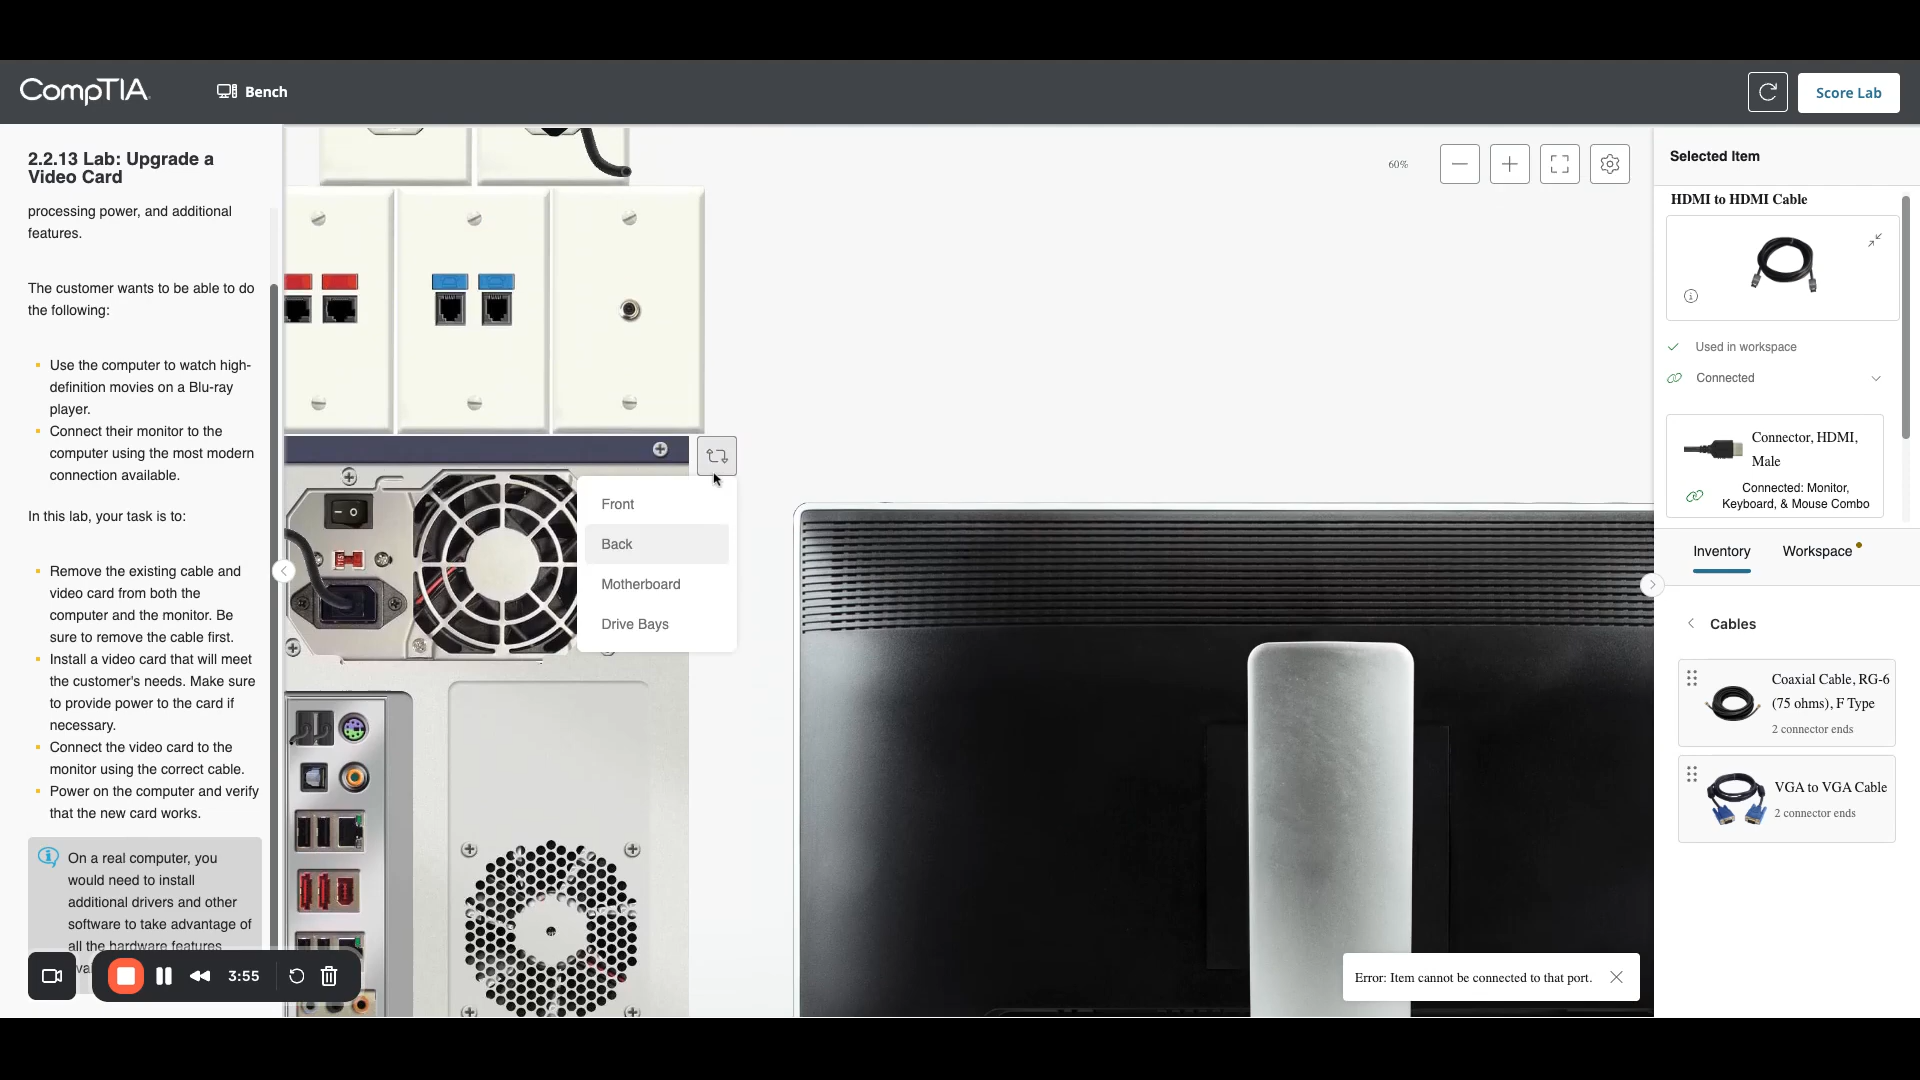 CompTIA.
Bench
Score Lab
2.2.13 Lab: Upgrade a
Video Card
processing power, and additional
features.
The customer wants to be able to do
the following:
Use the computer to watch high-
definition movies on a Blu-ray
player.
Connect their monitor to the
computer using the most modern
connection available.
In this lab, your task is to:
Remove the existing cable and
video card from both the
computer and the monitor. Be
sure to remove the cable first.
Install a video card that will meet
the customer's needs. Make sure
to provide power to the card if
necessary.
Connect the video card to the
monitor using the correct cable.
Power on the computer and verify
that the new card works.
On a real computer, you
would need to install
additional drivers and other
software to take advantage of
all the hardware features
3:55
60%
Front
Back
Motherboard
Drive Bays
Error: Item cannot be connected to that port.
Selected Item
HDMI to HDMI Cable
Used in workspace
Connected
Connector, HDMI,
Male
Connected: Monitor,
Keyboard, & Mouse Combo
Inventory
Workspace
Cables
Coaxial Cable, RG-6
(75 ohms), F Type
2 connector ends
VGA to VGA Cable
2 connector ends